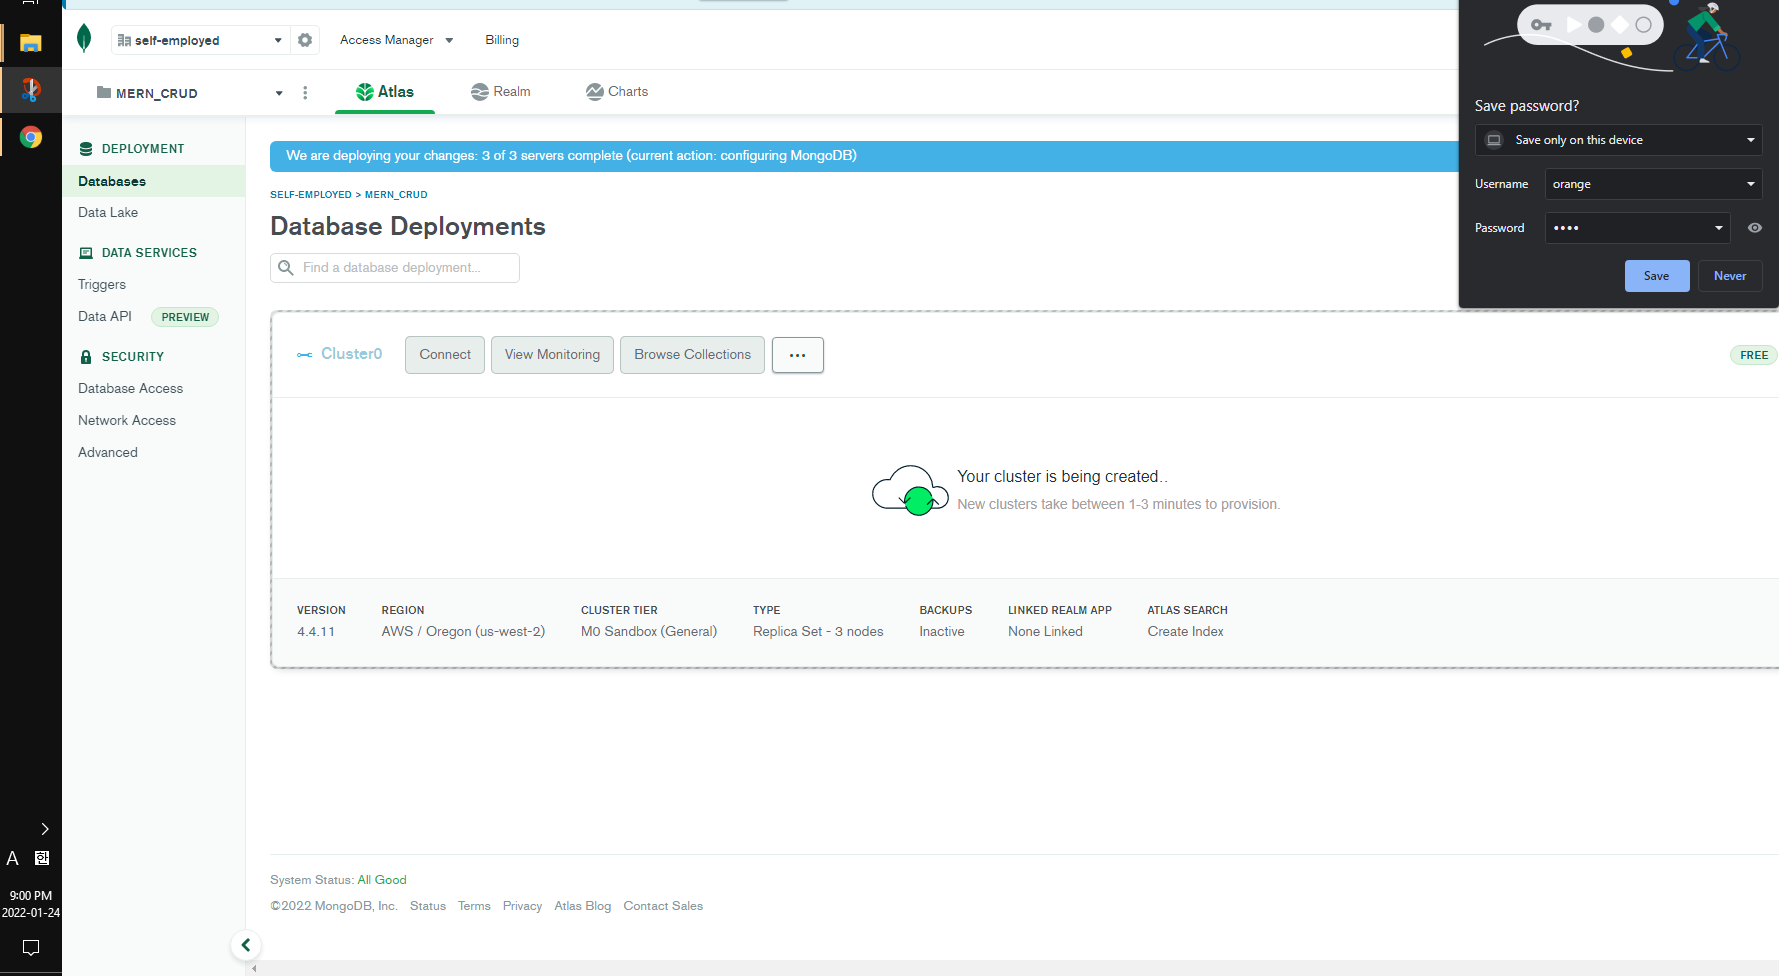 self-employed
Access Manager
Billing
MERN_CRUD
Atlas
Realm
Charts
DEPLOYMENT
Databases
Data Lake
DATA SERVICES
Triggers
Data API PREVIEW
SECURITY
Database Access
Network Access
Advanced
We are deploying your changes: 3 of 3 servers complete (current action: configuring MongoDB)
SELF-EMPLOYED > MERN_CRUD
Database Deployments
Find a database deployment...
Cluster0
Connect
View Monitoring
Browse Collections
...
FREE
Your cluster is being created..
New clusters take between 1-3 minutes to provision.
VERSION
4.4.11
REGION
AWS / Oregon (us-west-2)
CLUSTER TIER
M0 Sandbox (General)
TYPE
Replica Set - 3 nodes
BACKUPS
Inactive
LINKED REALM APP
None Linked
ATLAS SEARCH
Create Index
System Status: All Good
©2022 MongoDB, Inc. Status Terms Privacy Atlas Blog Contact Sales
Save password?
Save only on this device
Username orange
Password ••••
Save
Never
A 한
9:00 PM
2022-01-24